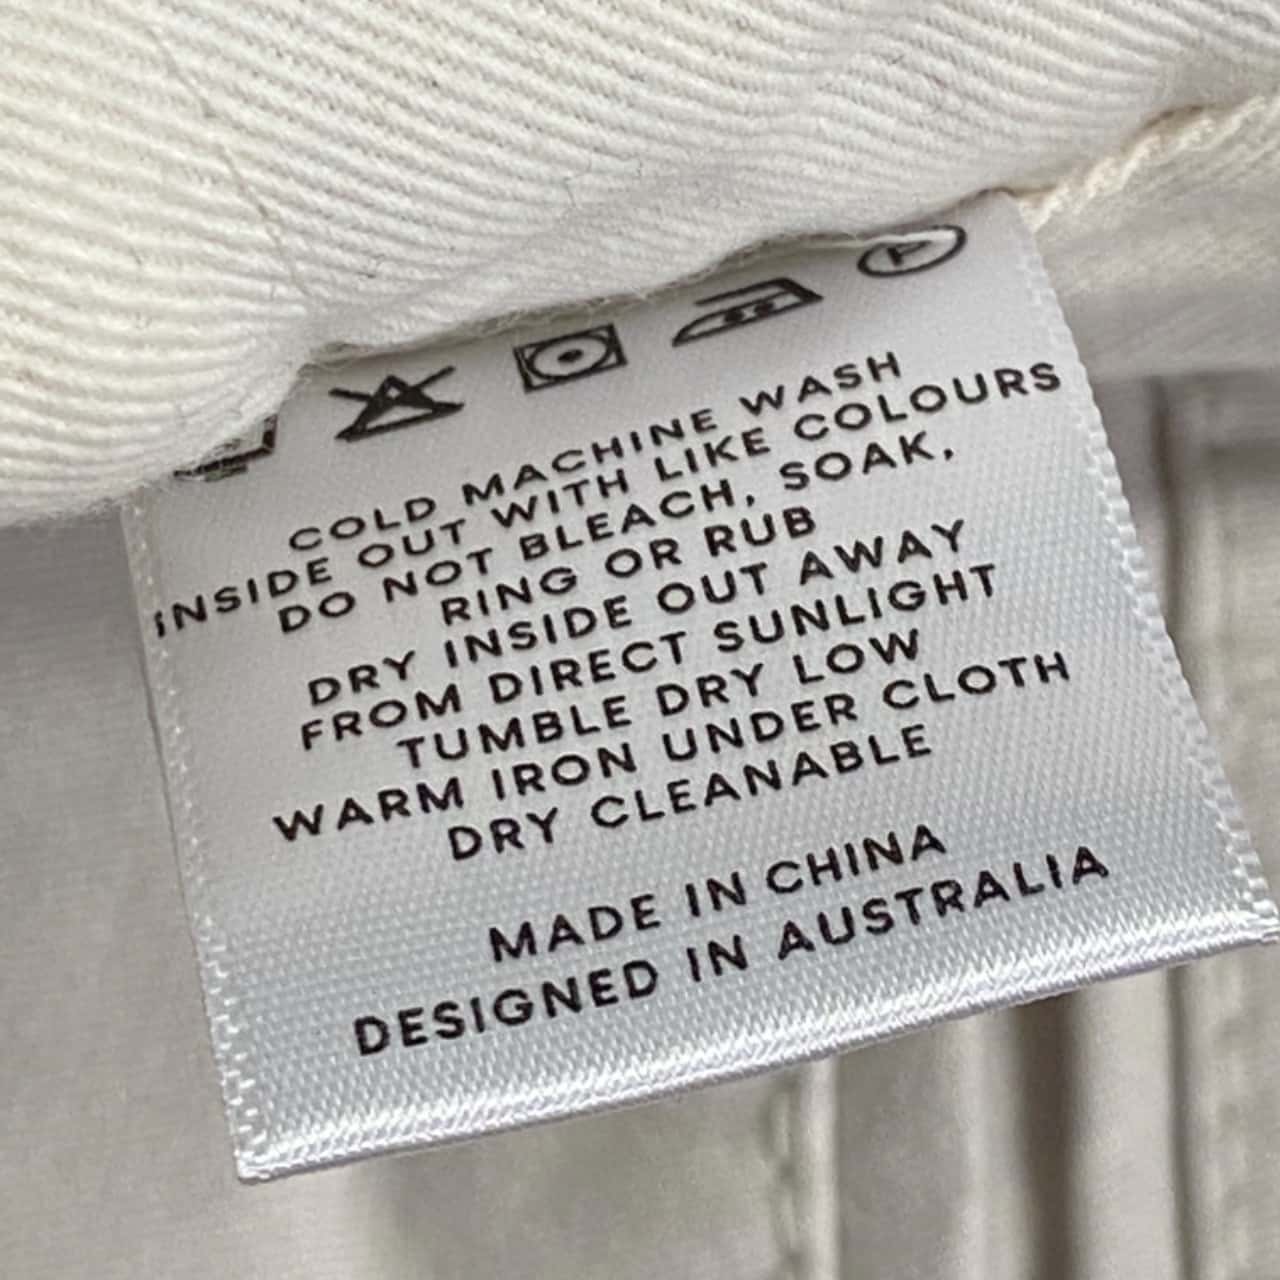 COLD MACHINE WASH
INSIDE OUT WITH LIKE COLOURS
DO NOT BLEACH, SOAK,
RING OR RUB
DRY INSIDE OUT AWAY
FROM DIRECT SUNLIGHT
TUMBLE DRY LOW
WARM IRON UNDER CLOTH
DRY CLEANABLE
MADE IN CHINA
DESIGNED IN AUSTRALIA